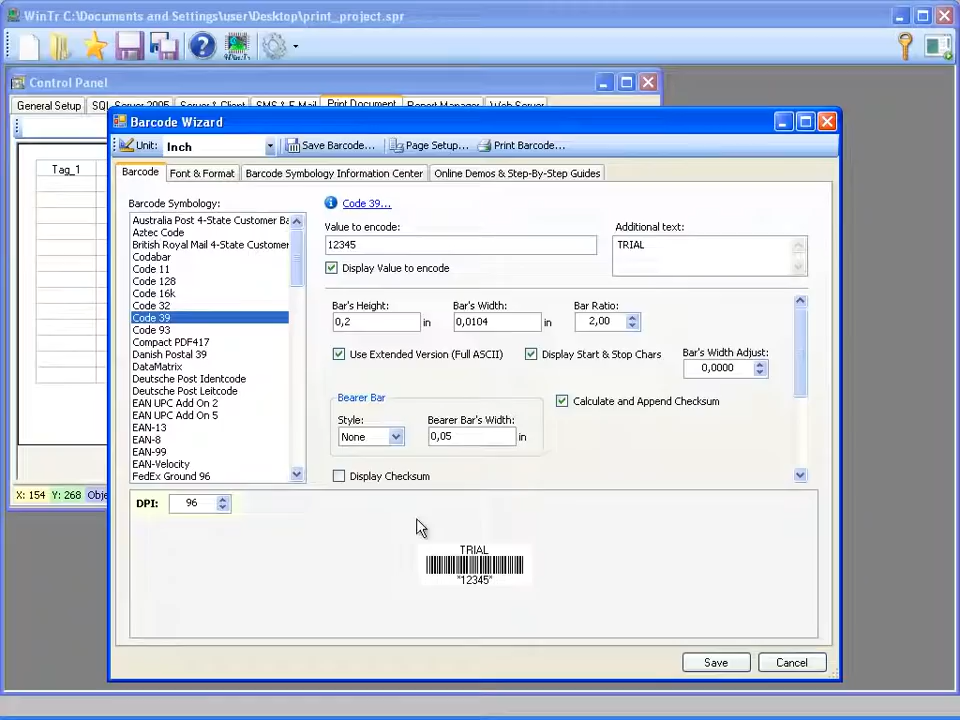 WinTr C:\Documents and Settings\user\Desktop\print_project.spr
WinTr
Control Panel
General Setup SQL Server 2005 Server & Client SMS & E-Mail Print Document Report Manager Web Server
Barcode Wizard
Unit: Inch Save Barcode... Page Setup... Print Barcode...
Barcode Font & Format Barcode Symbology Information Center Online Demos & Step-By-Step Guides
Tag_1
Barcode Symbology:
Australia Post 4-State Customer Ba
Aztec Code
British Royal Mail 4-State Customer
Codabar
Code 11
Code 128
Code 16k
Code 32
Code 39
Code 93
Compact PDF417
Danish Postal 39
DataMatrix
Deutsche Post Identcode
Deutsche Post Leitcode
EAN UPC Add On 2
EAN UPC Add On 5
EAN-13
EAN-8
EAN-99
EAN-Velocity
FedEx Ground 96
Code 39...
Value to encode:
12345
Additional text:
TRIAL
Display Value to encode
Bar's Height: Bar's Width: Bar Ratio:
0,2 in 0,0104 in 2,00
Use Extended Version (Full ASCII) Display Start & Stop Chars
Bar's Width Adjust:
0,0000
Bearer Bar
Style: Bearer Bar's Width:
None 0,05 in
Calculate and Append Checksum
Display Checksum
X: 154 Y: 268 Obje
DPI: 96
TRIAL
*12345*
Save Cancel